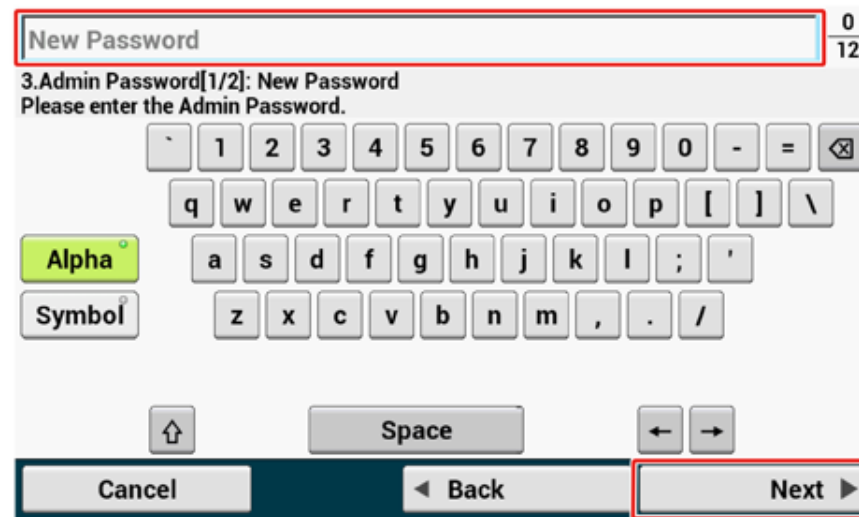 New Password
0
12
3.Admin Password[1/2]: New Password
Please enter the Admin Password.
` 1 2 3 4 5 6 7 8 9 0 - =
q w e r t y u i o p [ ] \
Alpha a s d f g h j k l ; '
Symbol z x c v b n m , . /
Space ← →
Cancel ◀ Back Next ▶